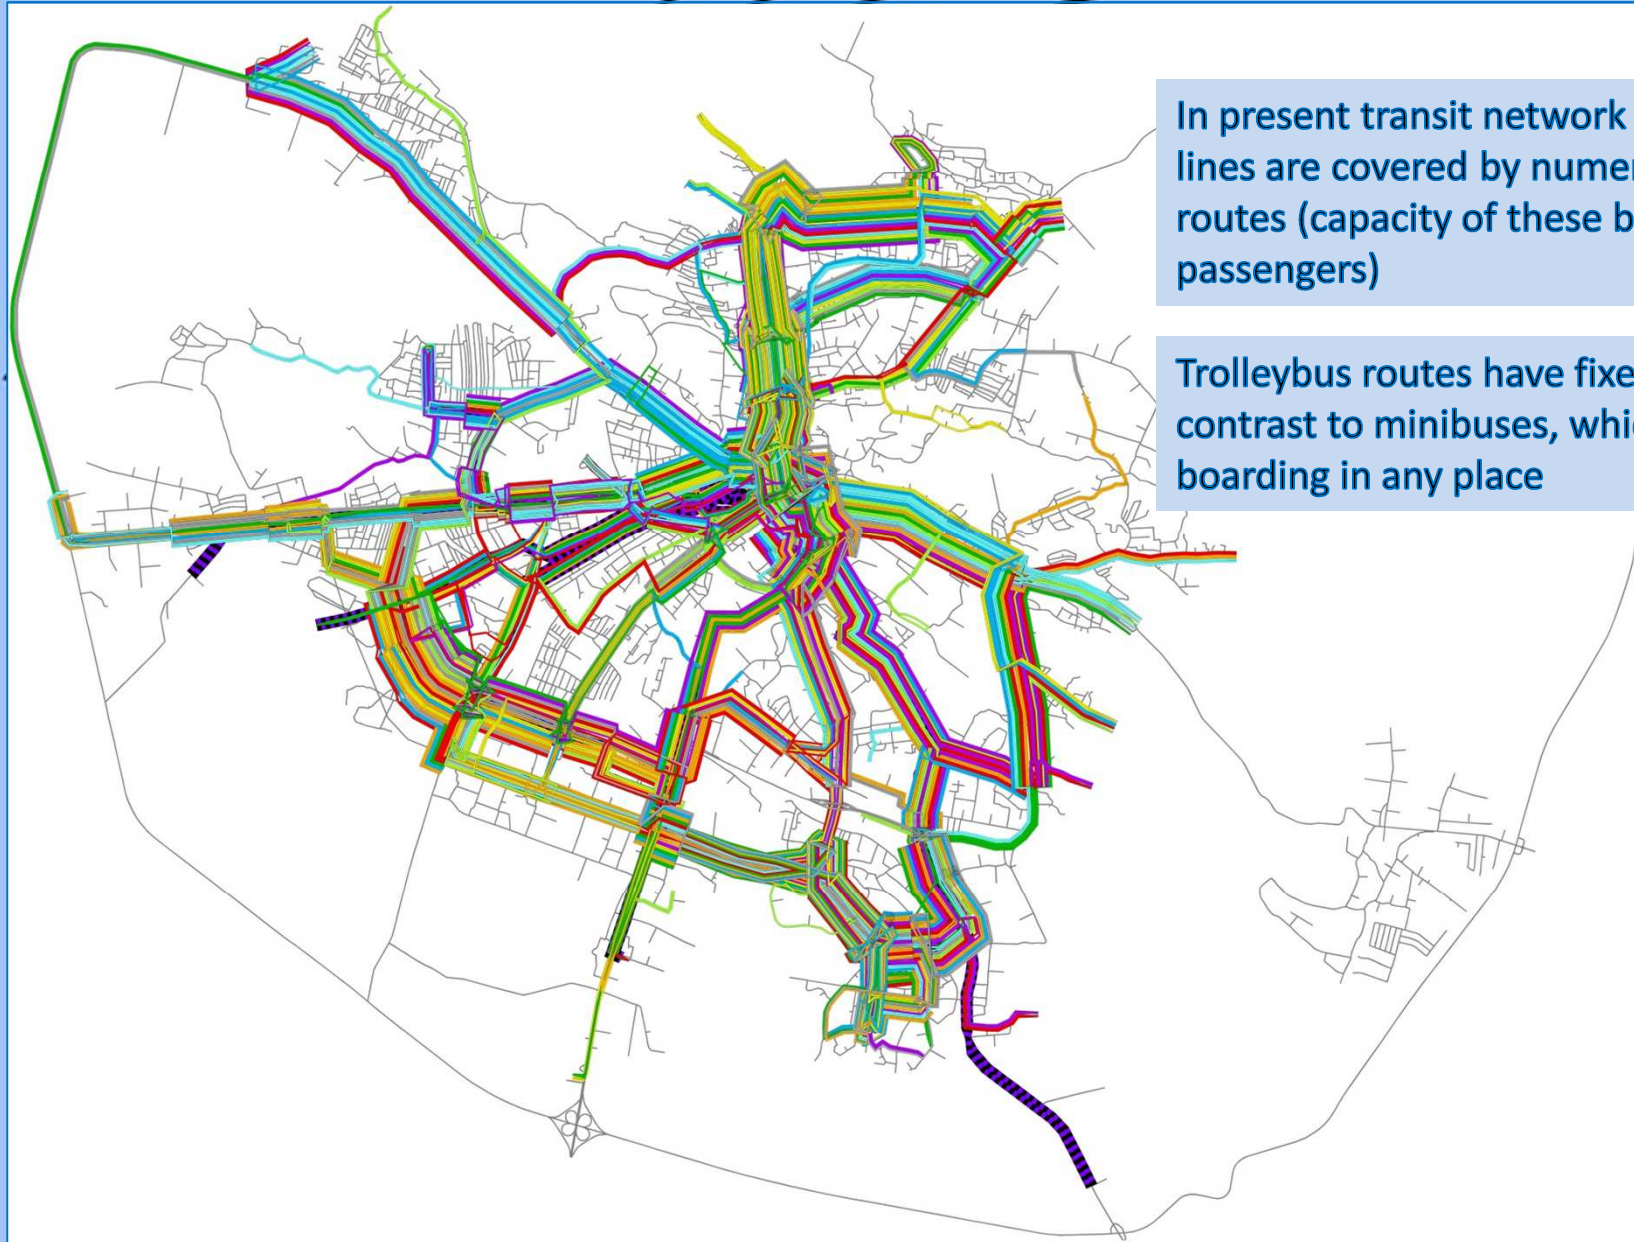 In present transit network
lines are covered by numer
routes (capacity of these b
passengers)
Trolleybus routes have fixe
contrast to minibuses, whi
boarding in any place